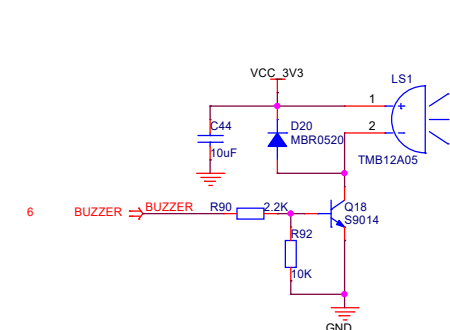 VCC_3V3
LS1
1
+
C44
D20
MBR0520
2
-
10uF
TMB12A05
6
BUZZER
BUZZER
R90
2.2K
Q18
S9014
R92
10K
GND